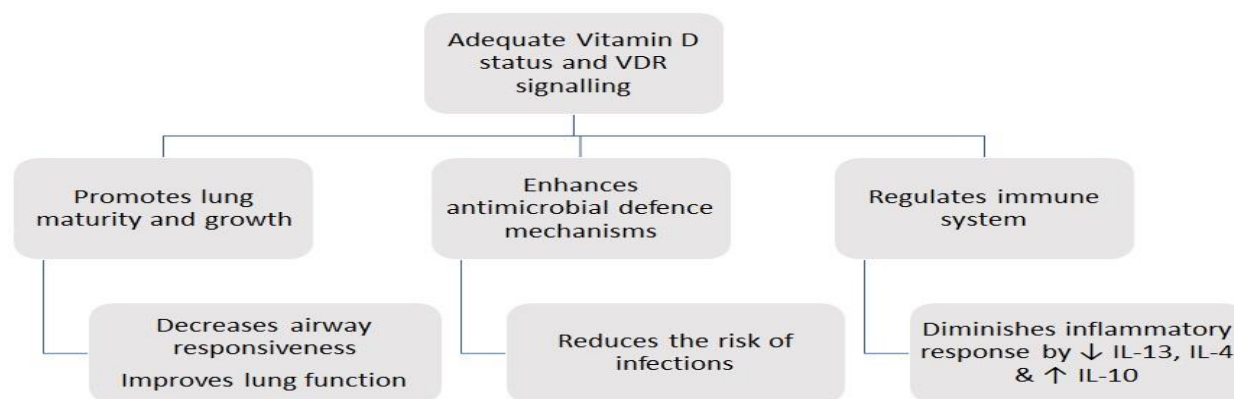 Adequate Vitamin D
status and VDR
signalling
Promotes lung
maturity and growth
Enhances
antimicrobial defence
mechanisms
Regulates immune
system
Decreases airway
responsiveness
Improves lung function
Reduces the risk of
infections
Diminishes inflammatory
response by ↓ IL-13, IL-4
& ↑ IL-10